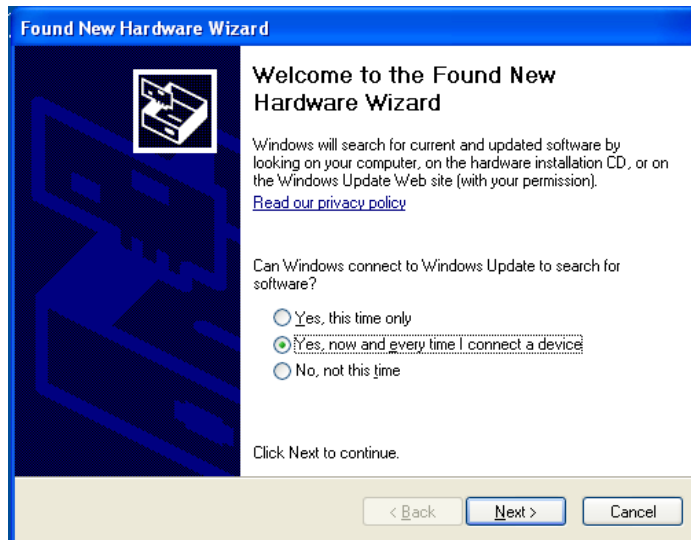 Found New Hardware Wizard
Welcome to the Found New
Hardware Wizard
Windows will search for current and updated software by
looking on your computer, on the hardware installation CD, or on
the Windows Update Web site (with your permission).
Read our privacy policy
Can Windows connect to Windows Update to search for
software?
Yes, this time only
Yes, now and every time I connect a device
No, not this time
Click Next to continue.
< Back
Next >
Cancel